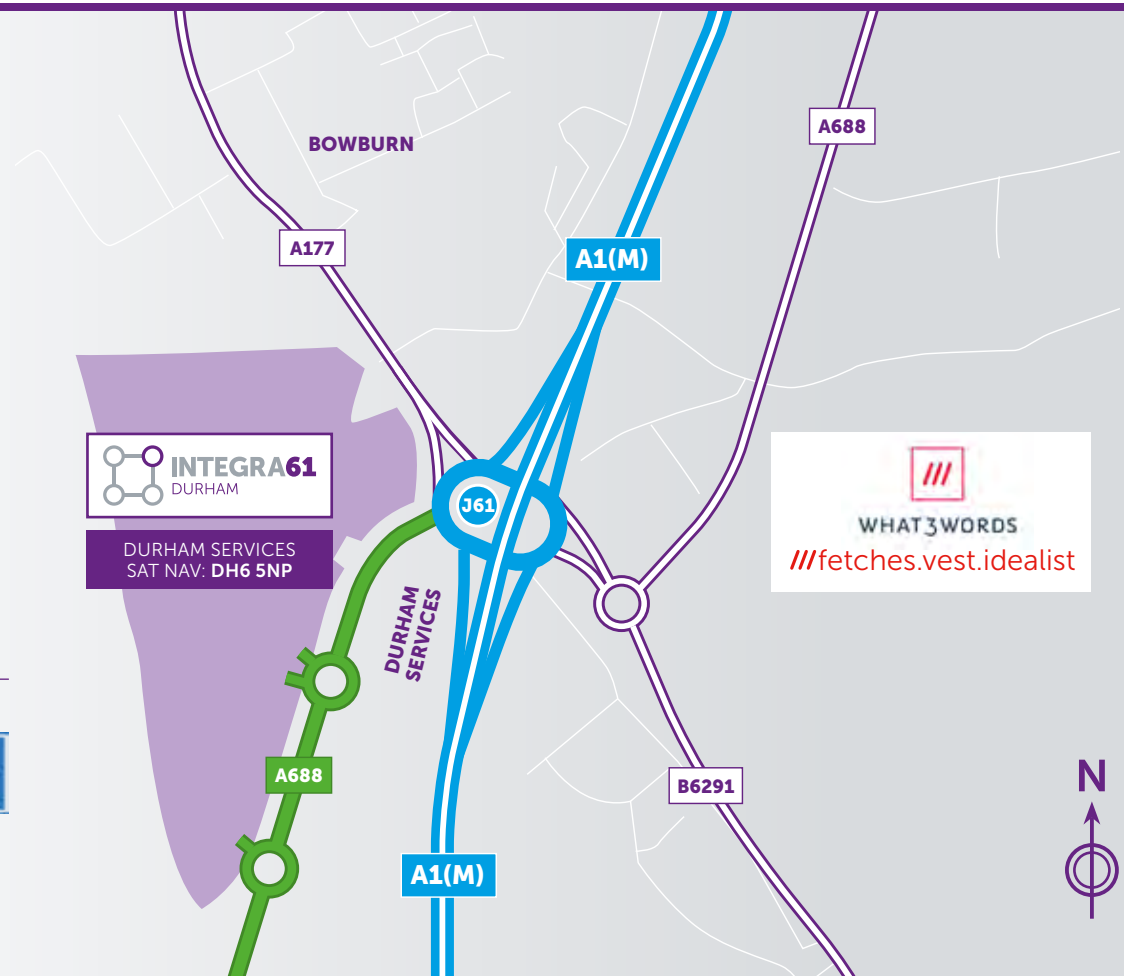 BOWBURN
A688
A177
A1(M)
INTEGRA61
DURHAM
DURHAM SERVICES
SAT NAV: DH6 5NP
J61
WHAT3WORDS
///fetches.vest.idealist
DURHAM
SERVICES
A688
B6291
N
A1(M)